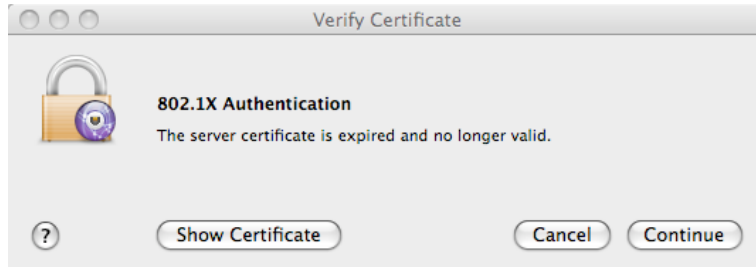 Verify Certificate
802.1X Authentication
The server certificate is expired and no longer valid.
?
Show Certificate
Cancel
Continue